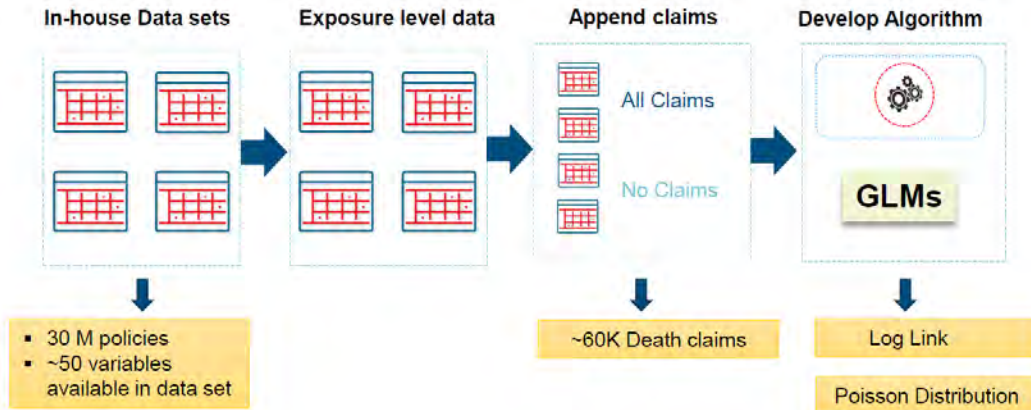 In-house Data sets
Exposure level data
Append claims
Develop Algorithm
All Claims
No Claims
GLMs
▪ 30 M policies
▪ ~50 variables
available in data set
~60K Death claims
Log Link
Poisson Distribution